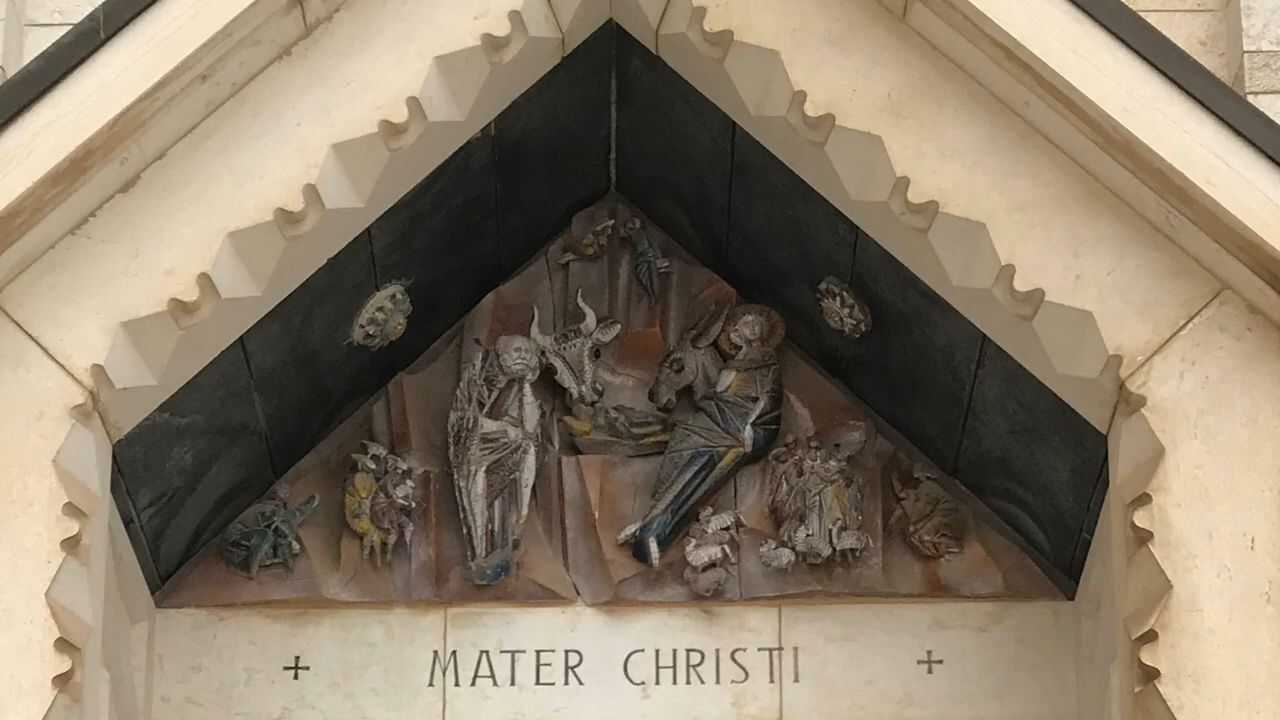 + MATER CHRISTI +